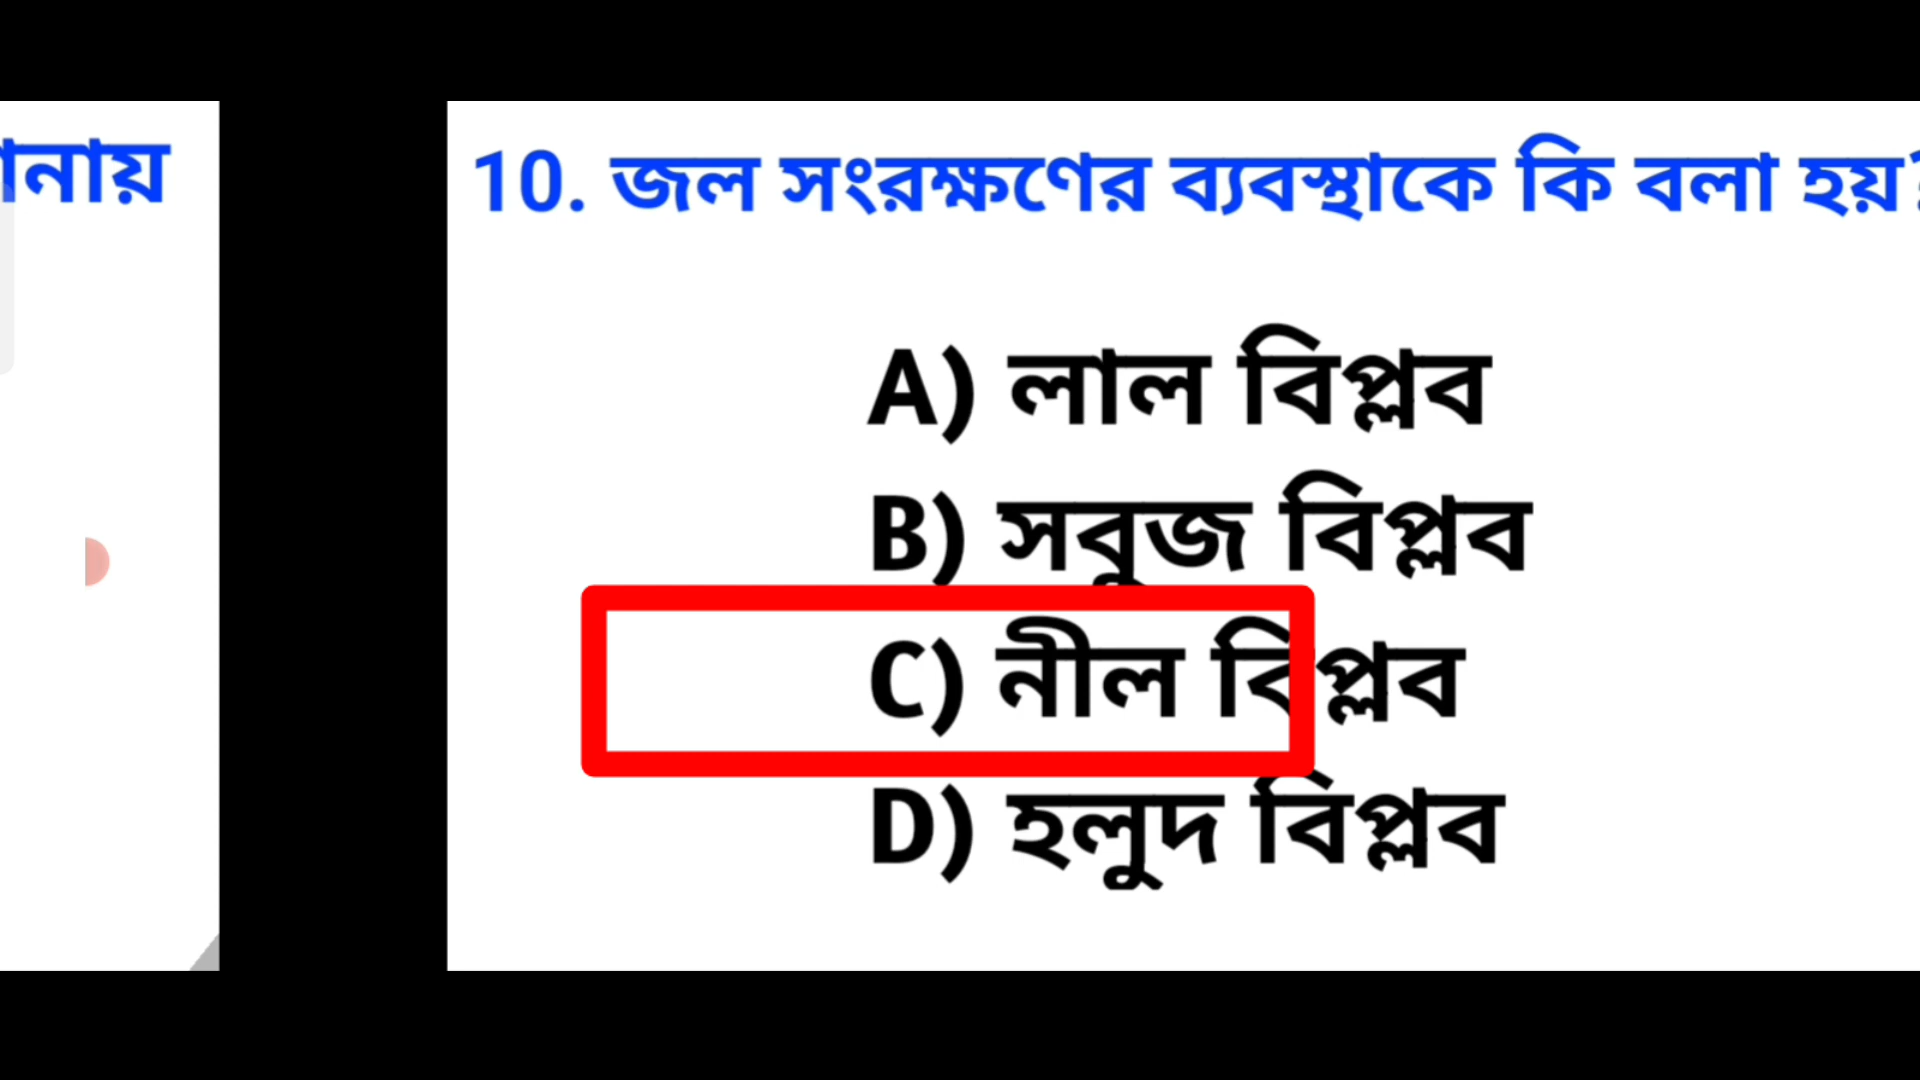 10. জল সংরক্ষণের ব্যবস্থাকে কি বলা হয়?
A) লাল বিপ্লব
B) সবুজ বিপ্লব
C) নীল বিপ্লব
D) হলুদ বিপ্লব